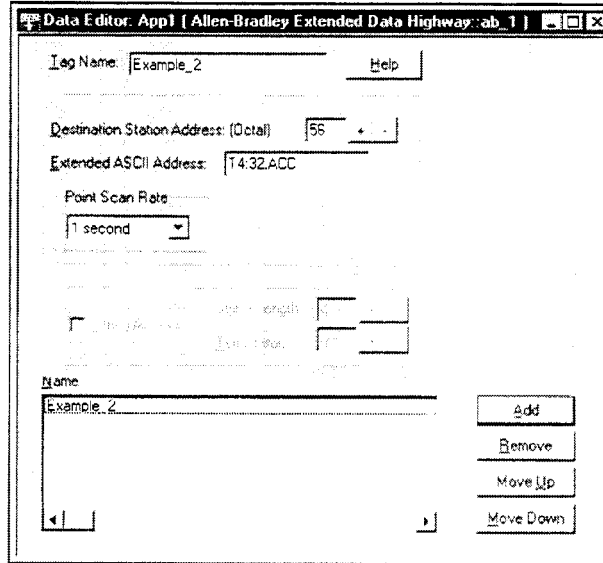 Data Editor: App1 ( Allen-Bradley Extended Data Highway::ab_1 )
Tag Name: Example_2 Help
Destination Station Address: (Octal) 56 + -
Extended ASCII Address: T4:32.ACC
Point Scan Rate
1 second
Name
Example_2
Add
Remove
Move Up
Move Down